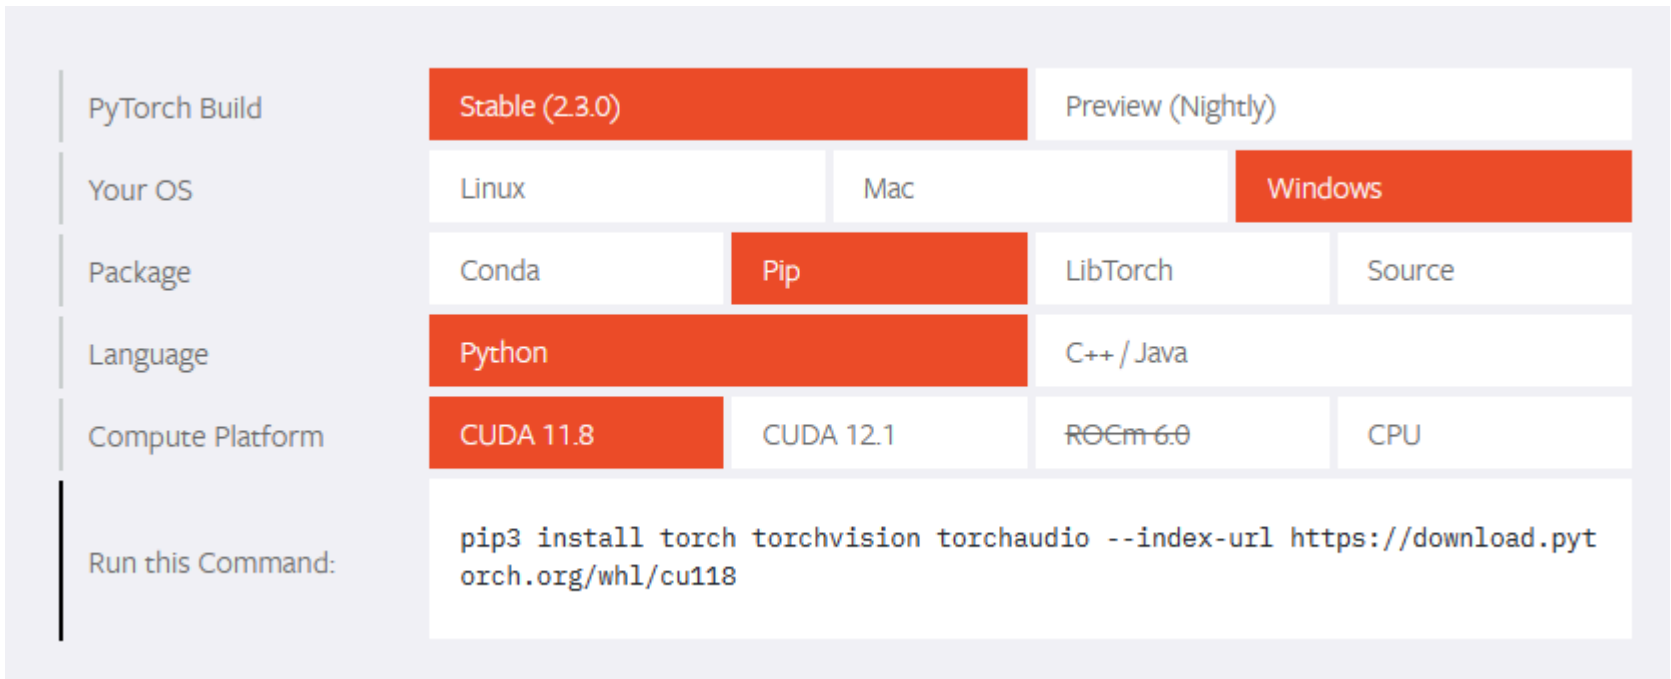 PyTorch Build
Stable (2.3.0)
Preview (Nightly)
Your OS
Linux
Mac
Windows
Package
Conda
Pip
LibTorch
Source
Language
Python
C++ / Java
Compute Platform
CUDA 11.8
CUDA 12.1
ROCm 6.0
CPU
Run this Command:
pip3 install torch torchvision torchaudio --index-url https://download.pyt
orch.org/whl/cu118